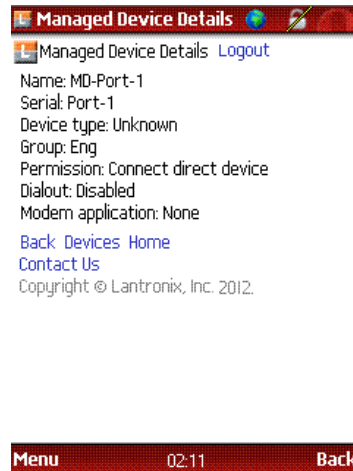 Managed Device Details
Managed Device Details Logout
Name: MD-Port-1
Serial: Port-1
Device type: Unknown
Group: Eng
Permission: Connect direct device
Dialout: Disabled
Modem application: None
Back Devices Home
Contact Us
Copyright © Lantronix, Inc. 2012.
Menu 02:11 Back